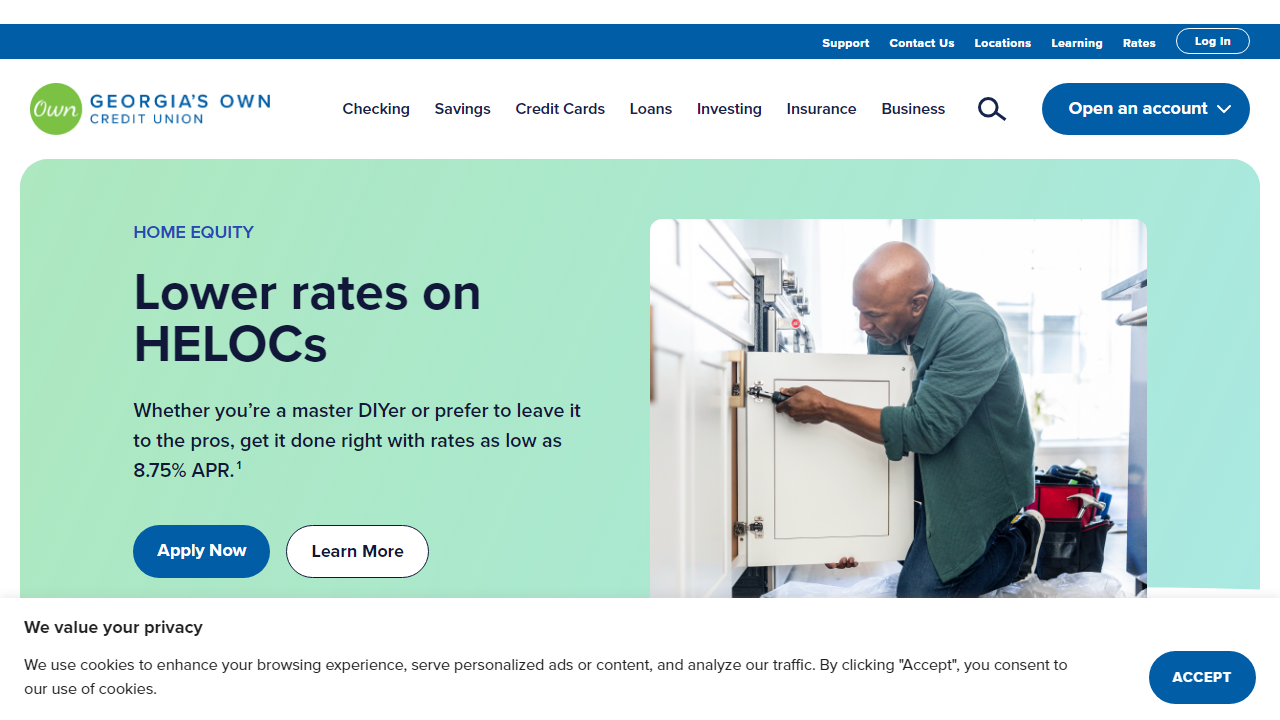 Support Contact Us Locations Learning Rates Log In
Own GEORGIA'S OWN
CREDIT UNION
Checking Savings Credit Cards Loans Investing Insurance Business Open an account
HOME EQUITY
Lower rates on
HELOCs
Whether you’re a master DIYer or prefer to leave it
to the pros, get it done right with rates as low as
8.75% APR.¹
Apply Now Learn More
We value your privacy
We use cookies to enhance your browsing experience, serve personalized ads or content, and analyze our traffic. By clicking "Accept", you consent to
our use of cookies.
ACCEPT